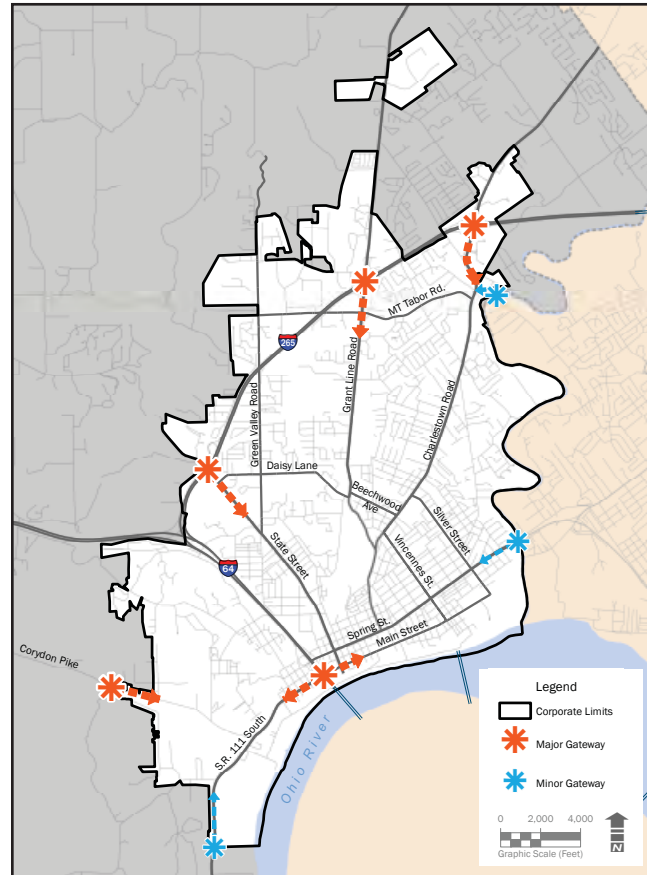 MT Tabor Rd.
265
Grant Line Road
Green Valley Road
Charlestown Road
Daisy Lane
Beechwood
Ave
Silver Street
State Street
Vincennes St.
64
Spring St.
Main Street
Corydon Pike
S.R. 111 South
Ohio River
Legend
Corporate Limits
Major Gateway
Minor Gateway
0 2,000 4,000
Graphic Scale (Feet)
N